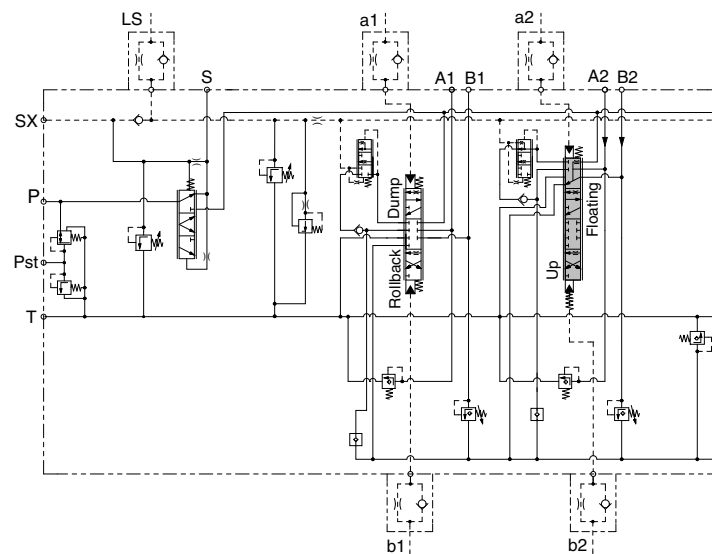 LS
a1
a2
S
A1
B1
A2
B2
SX
P
Pst
T
Dump
Rollback
Floating
Up
b1
b2